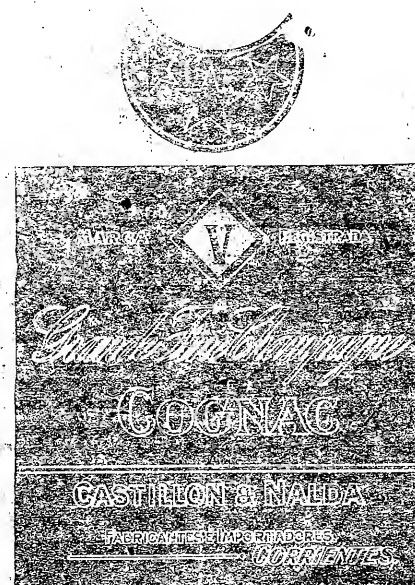 MARCA V REGISTRADA
Grande Fine Champagne
COGNAC
CASTILLON & NALDA
FABRICANTES É IMPORTADORES
CORRIENTES